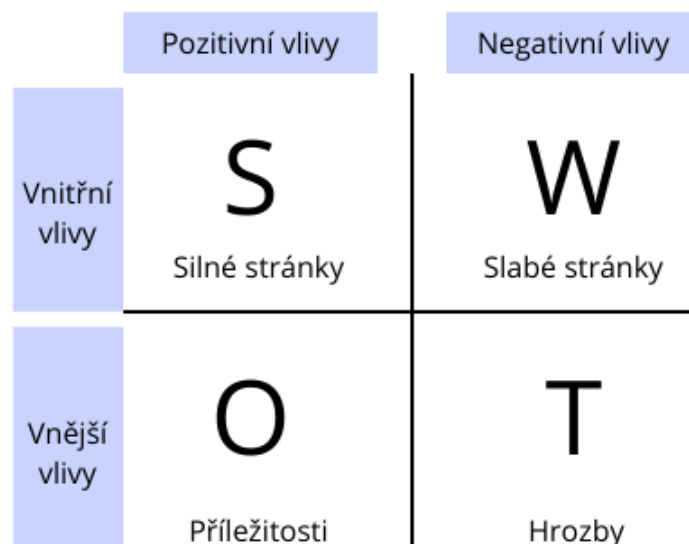 Pozitivní vlivy
Negativní vlivy
Vnitřní
vlivy
S
Silné stránky
W
Slabé stránky
Vnější
vlivy
O
Příležitosti
T
Hrozby